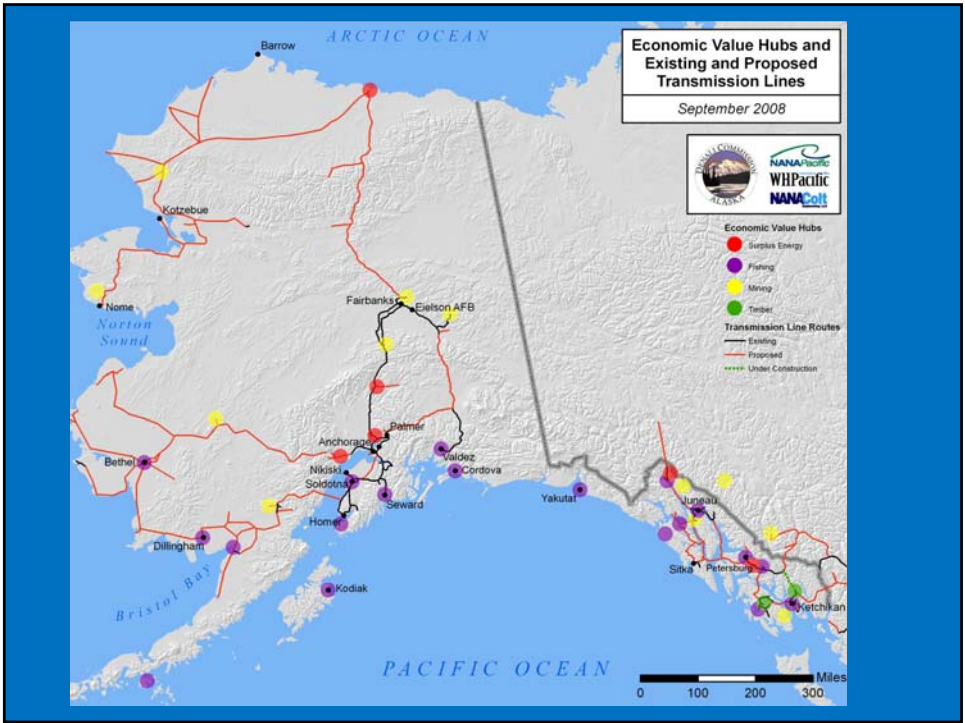 ARCTIC OCEAN
Barrow
Economic Value Hubs and
Existing and Proposed
Transmission Lines
September 2008
DENALI COMMISSION
ALASKA
NANAPacific
WHPacific
NANAColt
Economic Value Hubs
Surplus Energy
Fishing
Mining
Timber
Transmission Line Routes
Existing
Proposed
Under Construction
Kotzebue
Nome
Norton
Sound
Fairbanks
Eielson AFB
Palmer
Anchorage
Bethel
Nikiski
Soldotna
Valdez
Cordova
Seward
Yakutat
Homer
Juneau
Dillingham
Sitka
Petersburg
Bristol Bay
Kodiak
Ketchikan
PACIFIC OCEAN
Miles
0 100 200 300